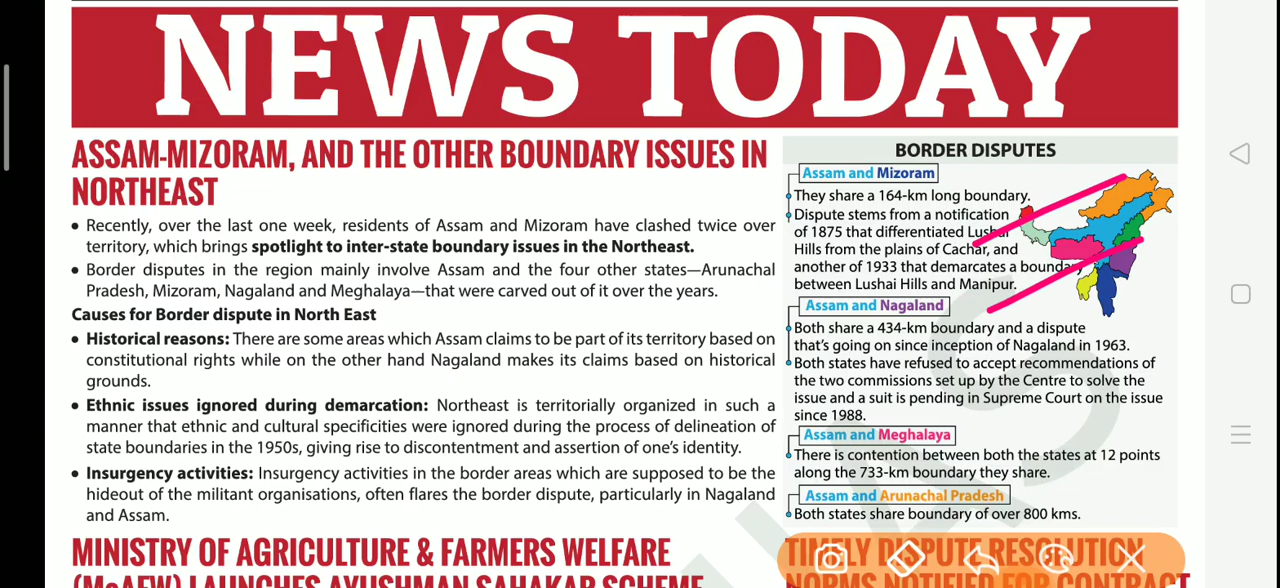 NEWS TODAY
ASSAM-MIZORAM, AND THE OTHER BOUNDARY ISSUES IN
NORTHEAST
• Recently, over the last one week, residents of Assam and Mizoram have clashed twice over
territory, which brings spotlight to inter-state boundary issues in the Northeast.
• Border disputes in the region mainly involve Assam and the four other states—Arunachal
Pradesh, Mizoram, Nagaland and Meghalaya—that were carved out of it over the years.
Causes for Border dispute in North East
• Historical reasons: There are some areas which Assam claims to be part of its territory based on
constitutional rights while on the other hand Nagaland makes its claims based on historical
grounds.
• Ethnic issues ignored during demarcation: Northeast is territorially organized in such a
manner that ethnic and cultural specificities were ignored during the process of delineation of
state boundaries in the 1950s, giving rise to discontentment and assertion of one's identity.
• Insurgency activities: Insurgency activities in the border areas which are supposed to be the
hideout of the militant organisations, often flares the border dispute, particularly in Nagaland
and Assam.
MINISTRY OF AGRICULTURE & FARMERS WELFARE
(MoAFW) LAUNCHES AYUSHMAN SAHAKAR SCHEME
BORDER DISPUTES
Assam and Mizoram
They share a 164-km long boundary.
Dispute stems from a notification
of 1875 that differentiated Lushai
Hills from the plains of Cachar, and
another of 1933 that demarcates a boundary
between Lushai Hills and Manipur.
Assam and Nagaland
Both share a 434-km boundary and a dispute
that's going on since inception of Nagaland in 1963.
Both states have refused to accept recommendations of
the two commissions set up by the Centre to solve the
issue and a suit is pending in Supreme Court on the issue
since 1988.
Assam and Meghalaya
There is contention between both the states at 12 points
along the 733-km boundary they share.
Assam and Arunachal Pradesh
Both states share boundary of over 800 kms.
TIMELY DISPUTE RESOLUTION
NORMS NOTIFIED FOR CONTRACT